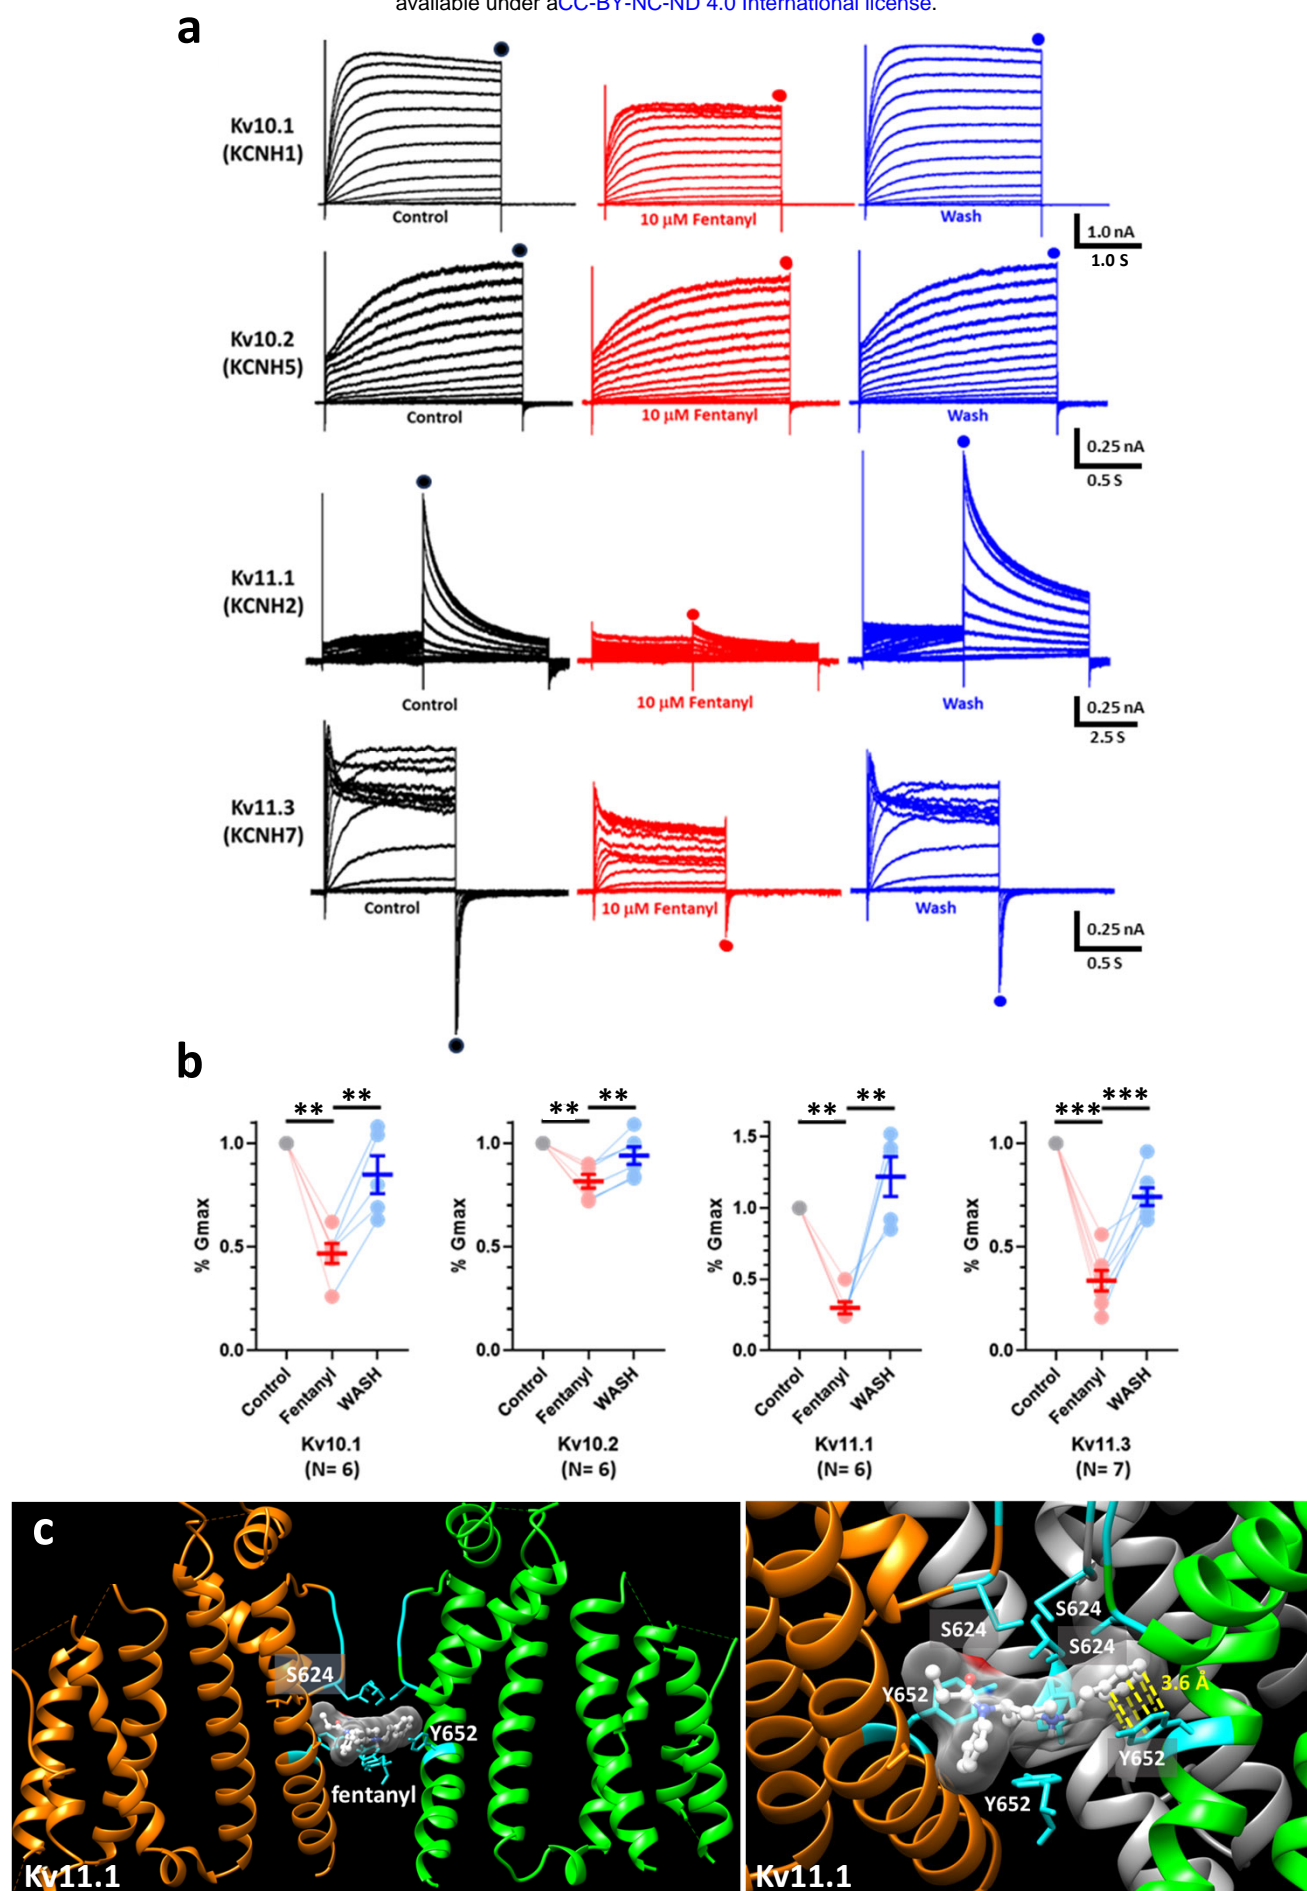 available under aCC-BY-NC-ND 4.0 International license.
a
Kv10.1
(KCNH1)
Control
10 µM Fentanyl
Wash
1.0 nA
1.0 S
Kv10.2
(KCNH5)
Control
10 µM Fentanyl
Wash
0.25 nA
0.5 S
Kv11.1
(KCNH2)
Control
10 µM Fentanyl
Wash
0.25 nA
2.5 S
Kv11.3
(KCNH7)
Control
10 µM Fentanyl
Wash
0.25 nA
0.5 S
b
** **
% Gmax
1.0
0.5
0.0
Control
Fentanyl
WASH
Kv10.1
(N= 6)
** **
% Gmax
1.0
0.5
0.0
Control
Fentanyl
WASH
Kv10.2
(N= 6)
** **
% Gmax
1.5
1.0
0.5
0.0
Control
Fentanyl
WASH
Kv11.1
(N= 6)
*** ***
% Gmax
1.0
0.5
0.0
Control
Fentanyl
WASH
Kv11.3
(N= 7)
c
S624
Y652
fentanyl
Kv11.1
S624
S624
S624
Y652
3.6 Å
Y652
Y652
Kv11.1